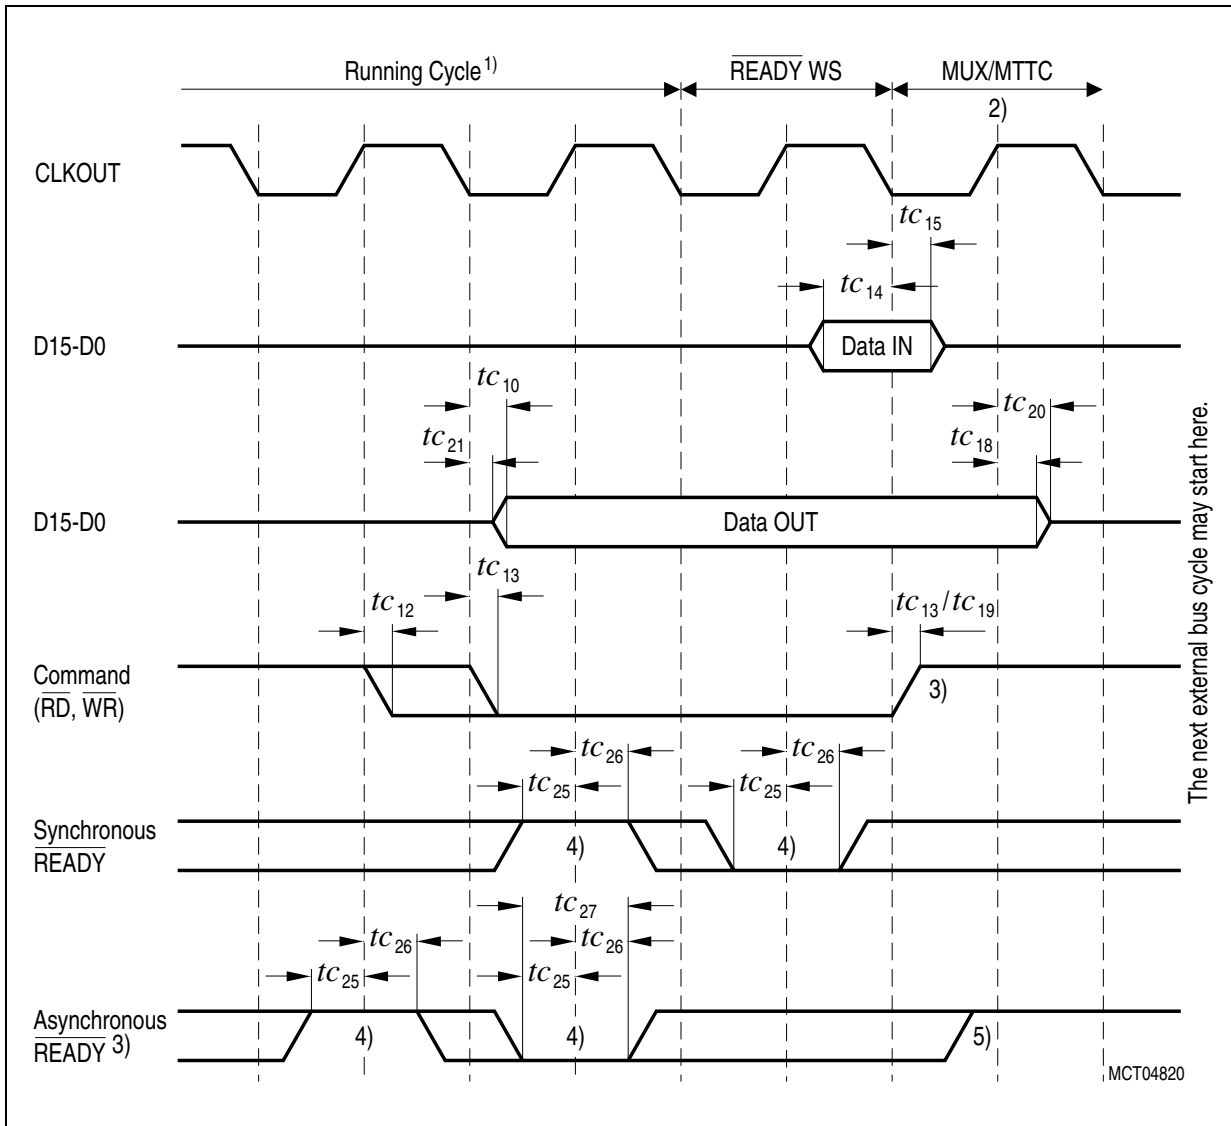 Running Cycle 1)
READY WS
MUX/MTTC
2)
CLKOUT
tc15
tc14
D15-D0
Data IN
tc10
tc20
tc21
tc18
D15-D0
Data OUT
tc13
tc12
tc13/tc19
Command
(RD, WR)
3)
tc26
tc26
tc25
tc25
Synchronous
READY
4)
4)
tc27
tc26
tc26
tc25
tc25
Asynchronous
READY 3)
4)
4)
5)
The next external bus cycle may start here.
MCT04820